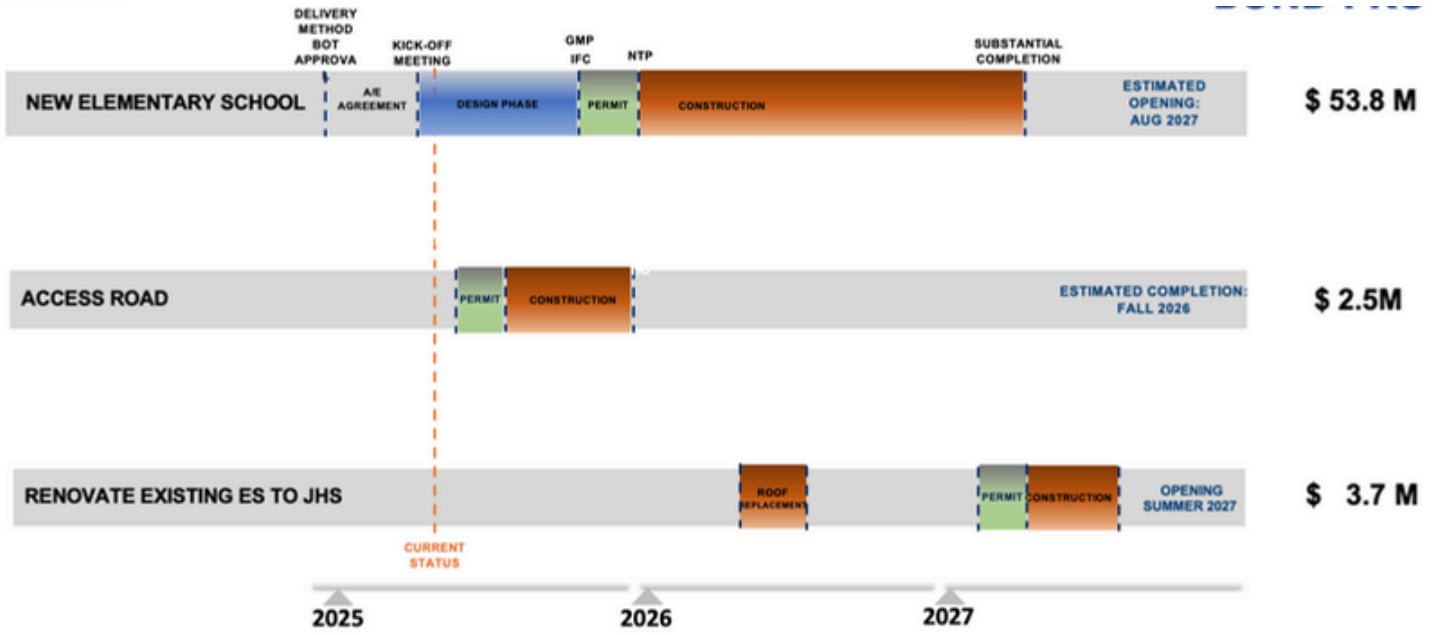 DELIVERY
METHOD
BOT
APPROVA
KICK-OFF
MEETING
GMP
IFC
NTP
SUBSTANTIAL
COMPLETION
NEW ELEMENTARY SCHOOL
A/E
AGREEMENT
DESIGN PHASE
PERMIT
CONSTRUCTION
ESTIMATED
OPENING:
AUG 2027
$ 53.8 M
ACCESS ROAD
PERMIT
CONSTRUCTION
ESTIMATED COMPLETION:
FALL 2026
$ 2.5M
RENOVATE EXISTING ES TO JHS
ROOF
REPLACEMENT
PERMIT
CONSTRUCTION
OPENING
SUMMER 2027
$ 3.7 M
CURRENT
STATUS
2025
2026
2027